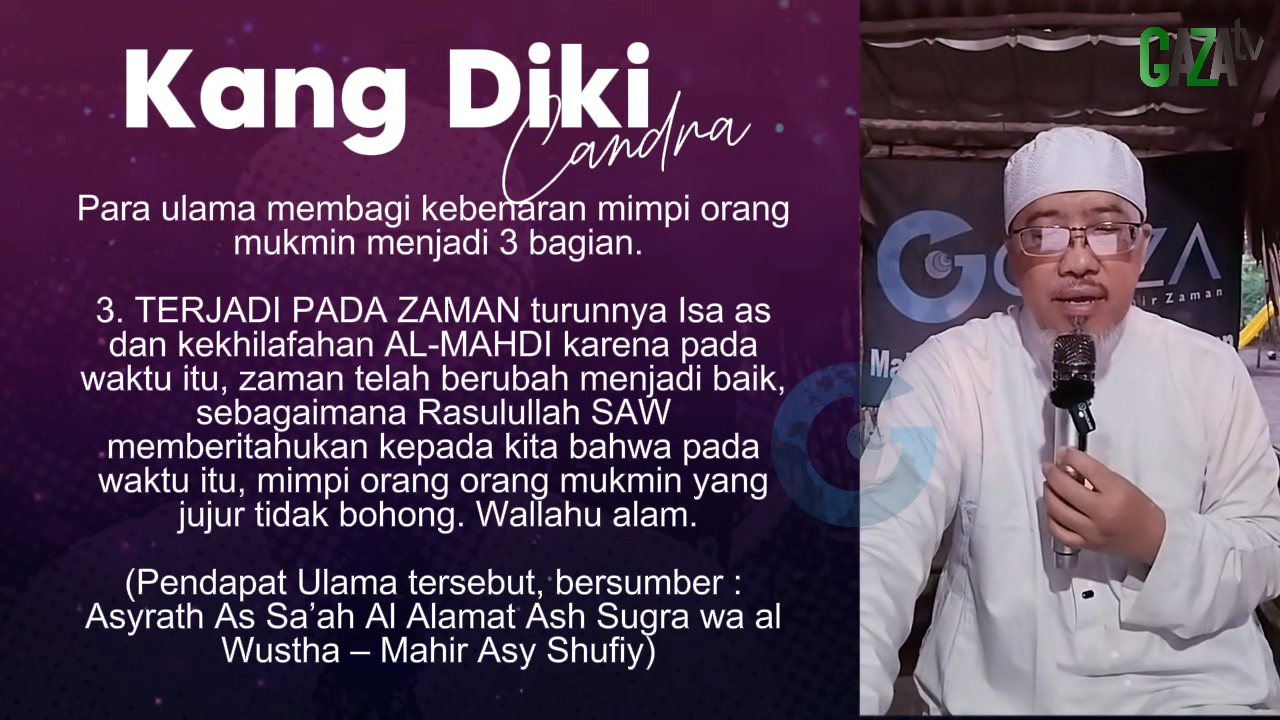 Kang Diki
Candra
Para ulama membagi kebenaran mimpi orang
mukmin menjadi 3 bagian.
3. TERJADI PADA ZAMAN turunnya Isa as
dan kekhilafahan AL-MAHDI karena pada
waktu itu, zaman telah berubah menjadi baik,
sebagaimana Rasulullah SAW
memberitahukan kepada kita bahwa pada
waktu itu, mimpi orang orang mukmin yang
jujur tidak bohong. Wallahu alam.
(Pendapat Ulama tersebut, bersumber :
Asyrath As Sa’ah Al Alamat Ash Sugra wa al
Wustha – Mahir Asy Shufiy)
GAZAtv
Zaman